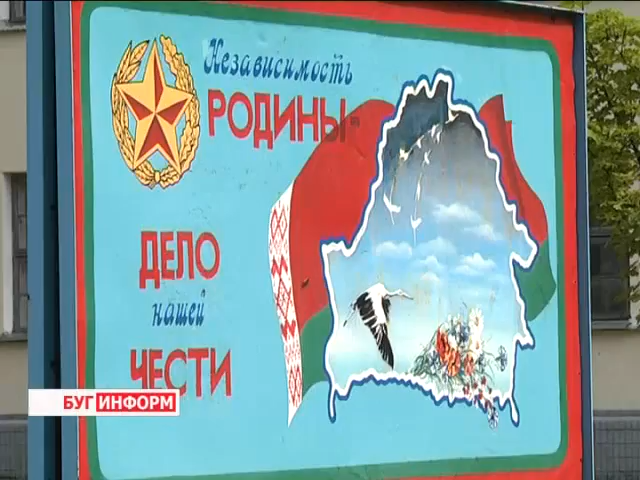 Независимость
РОДИНЫ-
ДЕЛО
нашей
ЧЕСТИ
БУГ ИНФОРМ